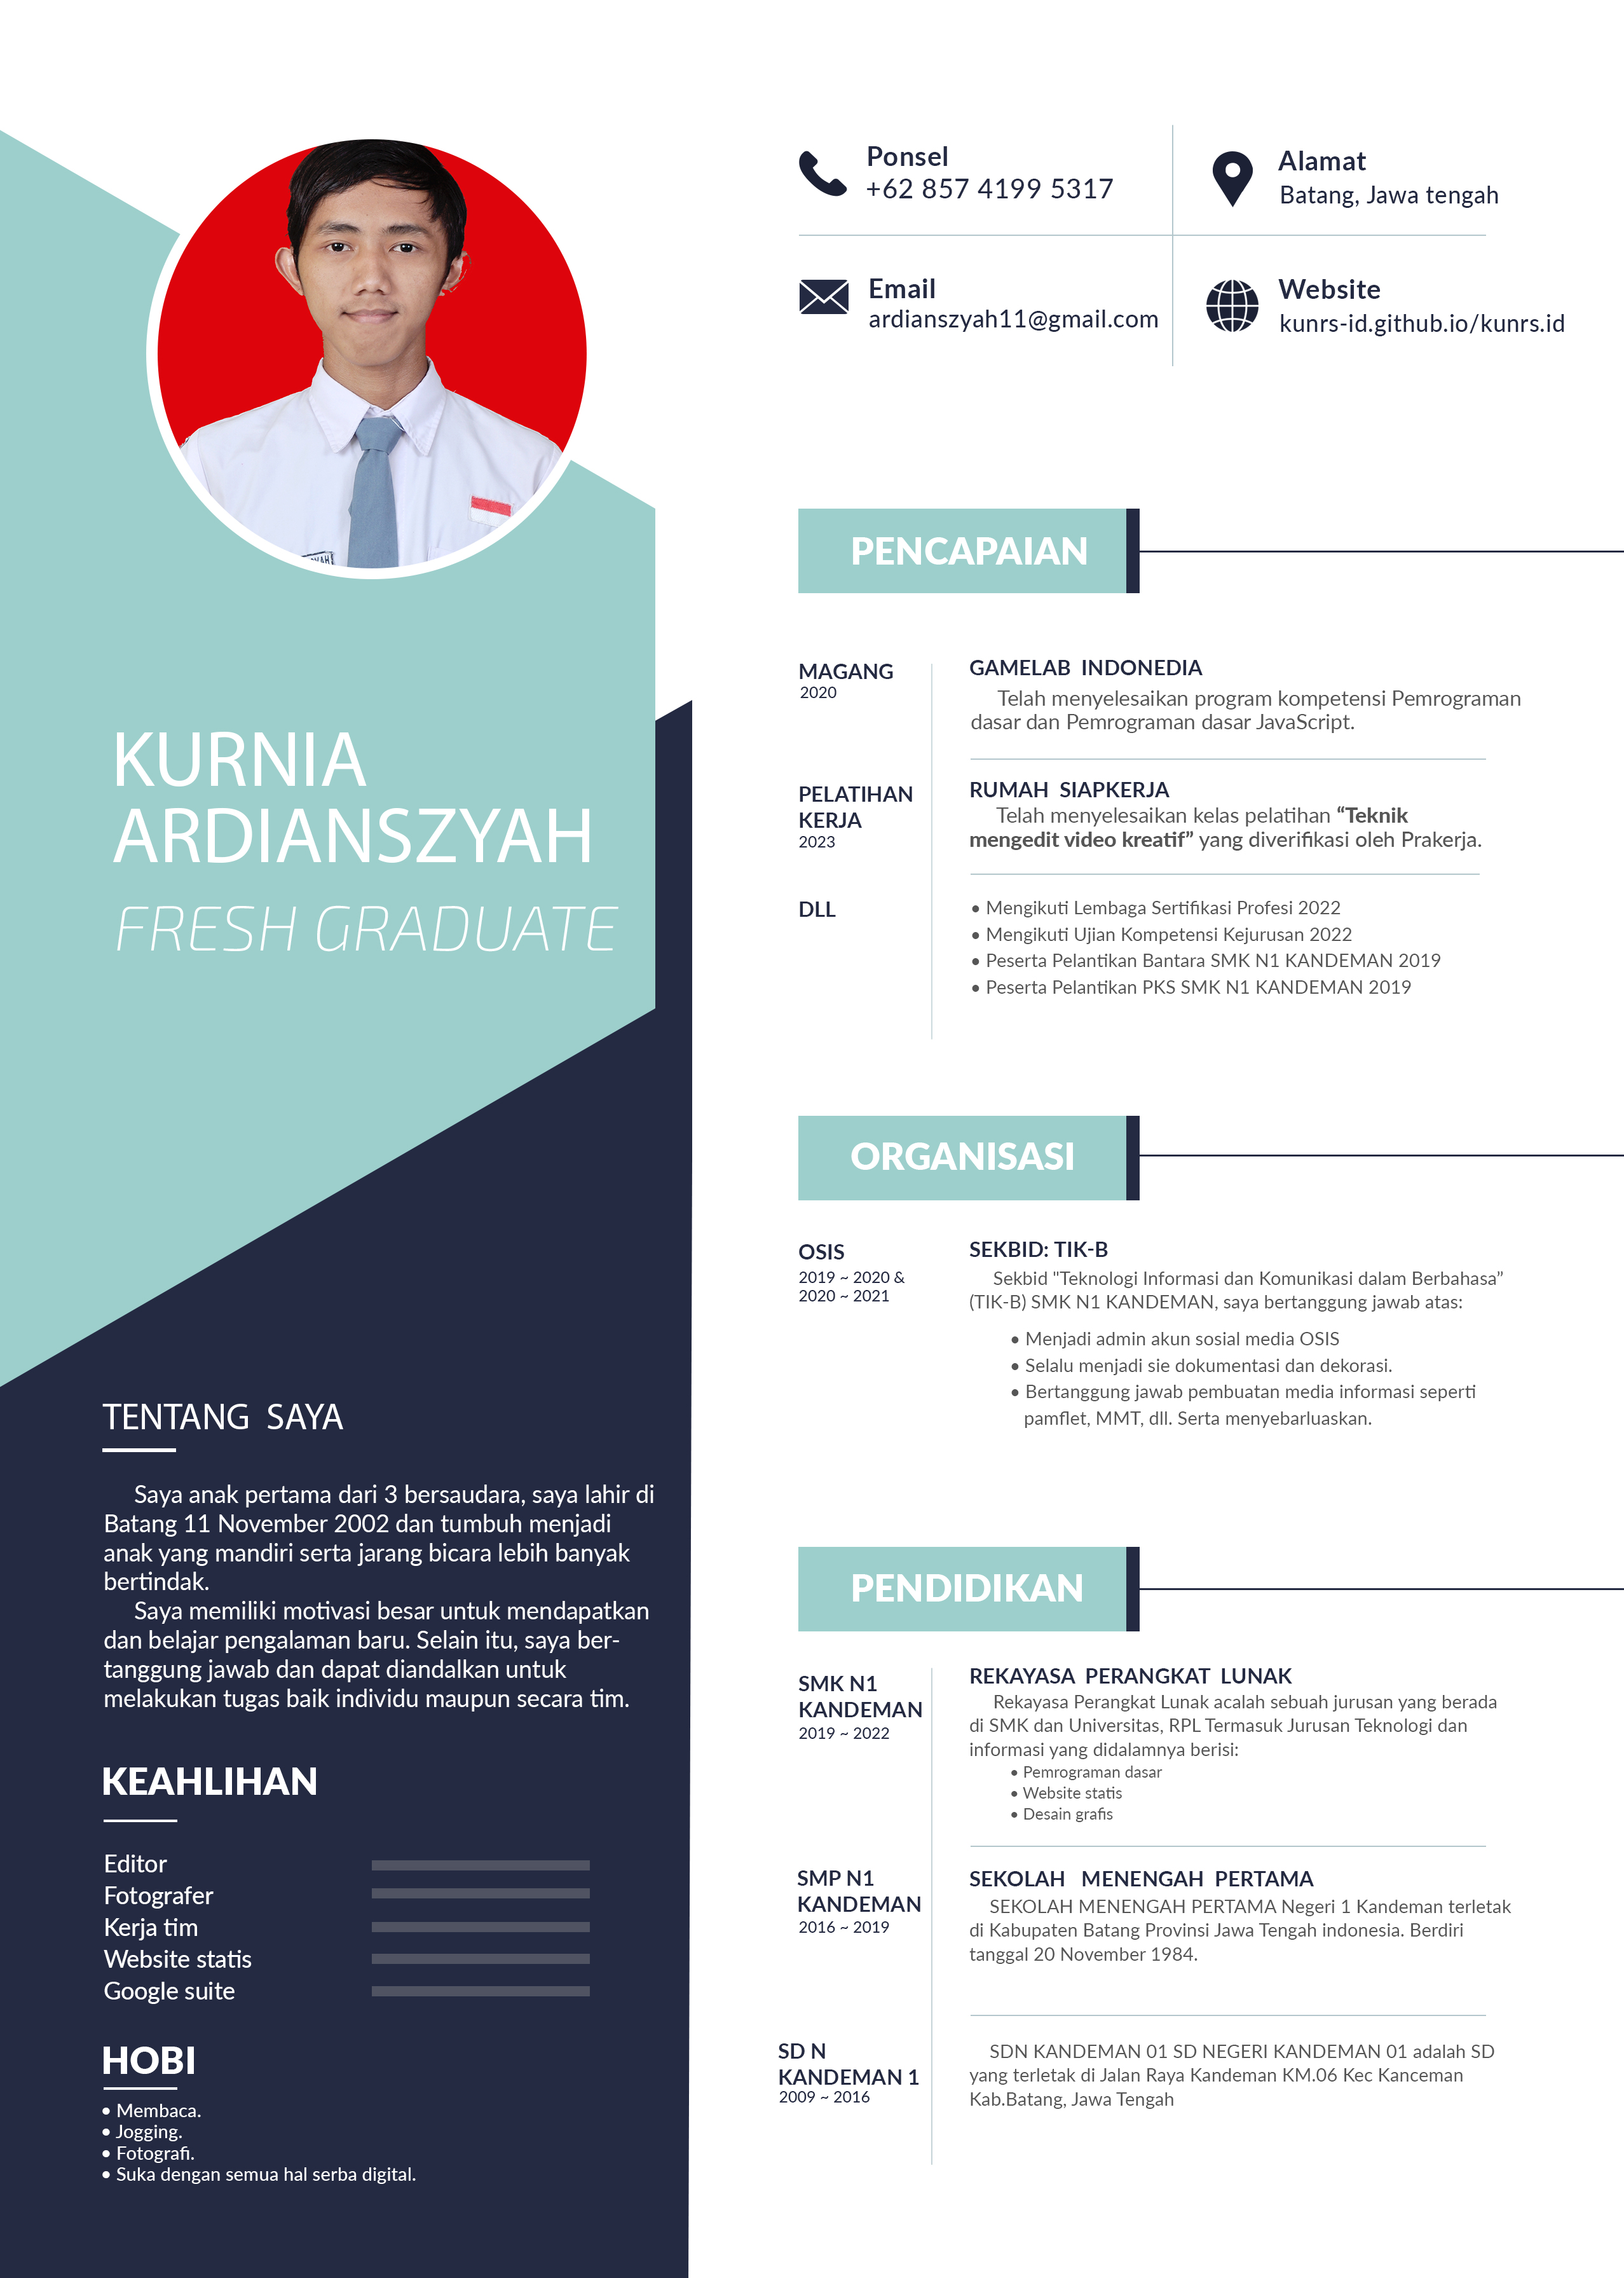 KURNIA
ARDIANSZYAH
FRESH GRADUATE
TENTANG SAYA
Saya anak pertama dari 3 bersaudara, saya lahir di
Batang 11 November 2002 dan tumbuh menjadi
anak yang mandiri serta jarang bicara lebih banyak
bertindak.
Saya memiliki motivasi besar untuk mendapatkan
dan belajar pengalaman baru. Selain itu, saya ber-
tanggung jawab dan dapat diandalkan untuk
melakukan tugas baik individu maupun secara tim.
KEAHLIHAN
Editor
Fotografer
Kerja tim
Website statis
Google suite
HOBI
• Membaca.
• Jogging.
• Fotografi.
• Suka dengan semua hal serba digital.
Ponsel
+62 857 4199 5317
Alamat
Batang, Jawa tengah
Email
ardianszyah11@gmail.com
Website
kunrs-id.github.io/kunrs.id
PENCAPAIAN
MAGANG
2020
GAMELAB INDONEDIA
Telah menyelesaikan program kompetensi Pemrograman
dasar dan Pemrograman dasar JavaScript.
PELATIHAN
KERJA
2023
RUMAH SIAPKERJA
Telah menyelesaikan kelas pelatihan “Teknik
mengedit video kreatif” yang diverifikasi oleh Prakerja.
DLL
• Mengikuti Lembaga Sertifikasi Profesi 2022
• Mengikuti Ujian Kompetensi Kejurusan 2022
• Peserta Pelantikan Bantara SMK N1 KANDEMAN 2019
• Peserta Pelantikan PKS SMK N1 KANDEMAN 2019
ORGANISASI
OSIS
2019 ~ 2020 &
2020 ~ 2021
SEKBID: TIK-B
Sekbid "Teknologi Informasi dan Komunikasi dalam Berbahasa”
(TIK-B) SMK N1 KANDEMAN, saya bertanggung jawab atas:
• Menjadi admin akun sosial media OSIS
• Selalu menjadi sie dokumentasi dan dekorasi.
• Bertanggung jawab pembuatan media informasi seperti
pamflet, MMT, dll. Serta menyebarluaskan.
PENDIDIKAN
SMK N1
KANDEMAN
2019 ~ 2022
REKAYASA PERANGKAT LUNAK
Rekayasa Perangkat Lunak acalah sebuah jurusan yang berada
di SMK dan Universitas, RPL Termasuk Jurusan Teknologi dan
informasi yang didalamnya berisi:
• Pemrograman dasar
• Website statis
• Desain grafis
SMP N1
KANDEMAN
2016 ~ 2019
SEKOLAH MENENGAH PERTAMA
SEKOLAH MENENGAH PERTAMA Negeri 1 Kandeman terletak
di Kabupaten Batang Provinsi Jawa Tengah indonesia. Berdiri
tanggal 20 November 1984.
SD N
KANDEMAN 1
2009 ~ 2016
SDN KANDEMAN 01 SD NEGERI KANDEMAN 01 adalah SD
yang terletak di Jalan Raya Kandeman KM.06 Kec Kanceman
Kab.Batang, Jawa Tengah